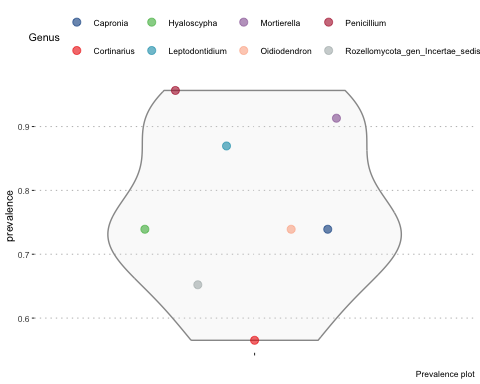 Genus
Capronia Hyaloscypha Mortierella Penicillium
Cortinarius Leptodontidium Oidiodendron Rozellomycota_gen_Incertae_sedis
prevalence
0.9
0.8
0.7
0.6
Prevalence plot